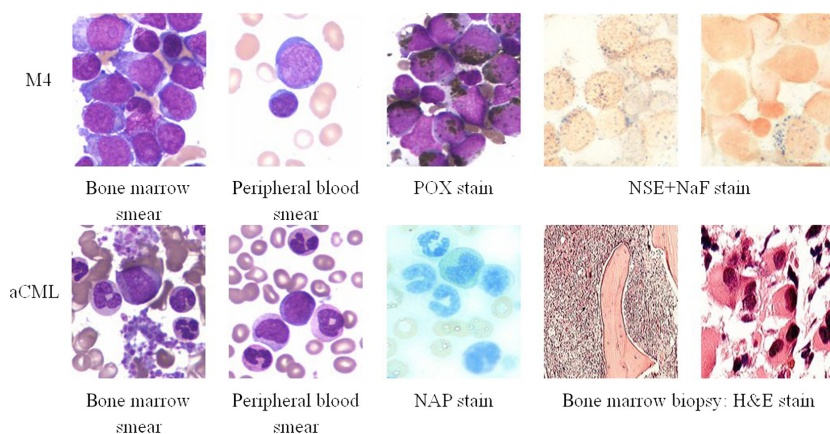 M4
Bone marrow
smear
Peripheral blood
smear
POX stain
NSE+NaF stain
aCML
Bone marrow
smear
Peripheral blood
smear
NAP stain
Bone marrow biopsy: H&E stain